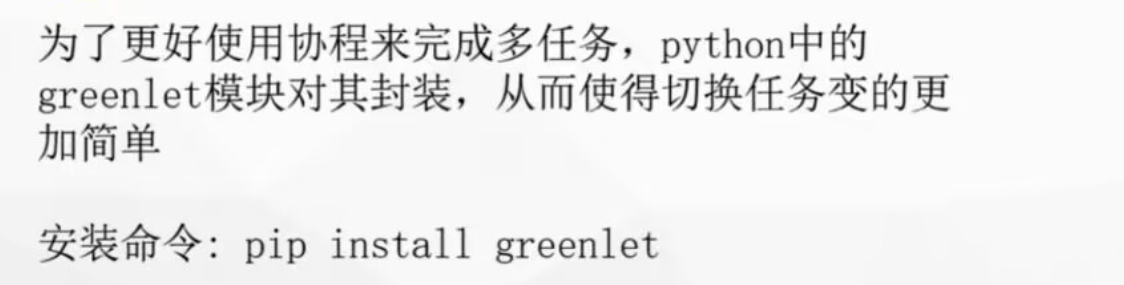 为了更好使用协程来完成多任务，python中的
greenlet模块对其封装，从而使得切换任务变的更
加简单
安装命令: pip install greenlet